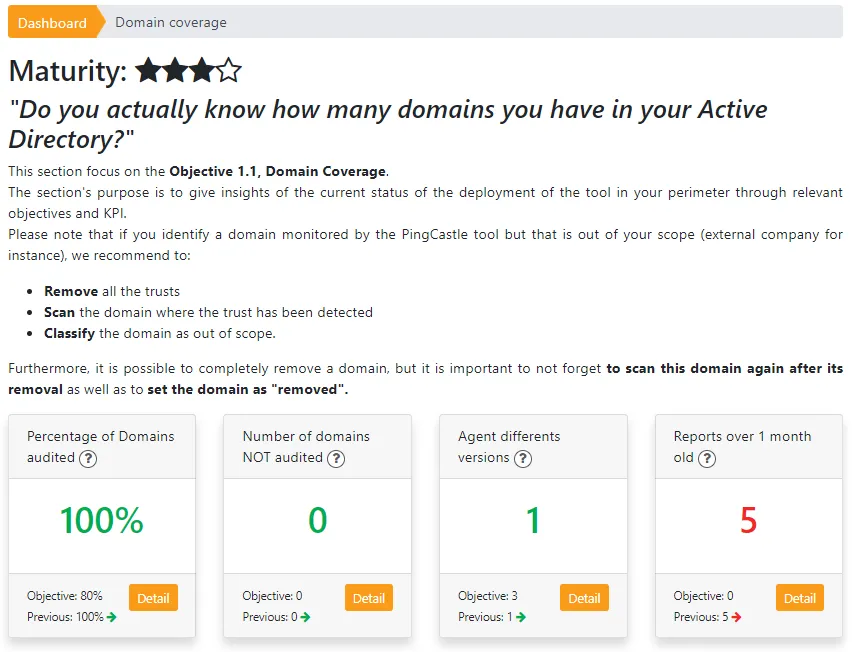 Dashboard Domain coverage
Maturity:
"Do you actually know how many domains you have in your Active
Directory?"
This section focus on the Objective 1.1, Domain Coverage.
The section's purpose is to give insights of the current status of the deployment of the tool in your perimeter through relevant
objectives and KPI.
Please note that if you identify a domain monitored by the PingCastle tool but that is out of your scope (external company for
instance), we recommend to:
Remove all the trusts
Scan the domain where the trust has been detected
Classify the domain as out of scope.
Furthermore, it is possible to completely remove a domain, but it is important to not forget to scan this domain again after its
removal as well as to set the domain as "removed".
Percentage of Domains
audited ?
100%
Objective: 80%
Previous: 100%
Detail
Number of domains
NOT audited ?
0
Objective: 0
Previous: 0
Detail
Agent differents
versions ?
1
Objective: 3
Previous: 1
Detail
Reports over 1 month
old ?
5
Objective: 0
Previous: 5
Detail